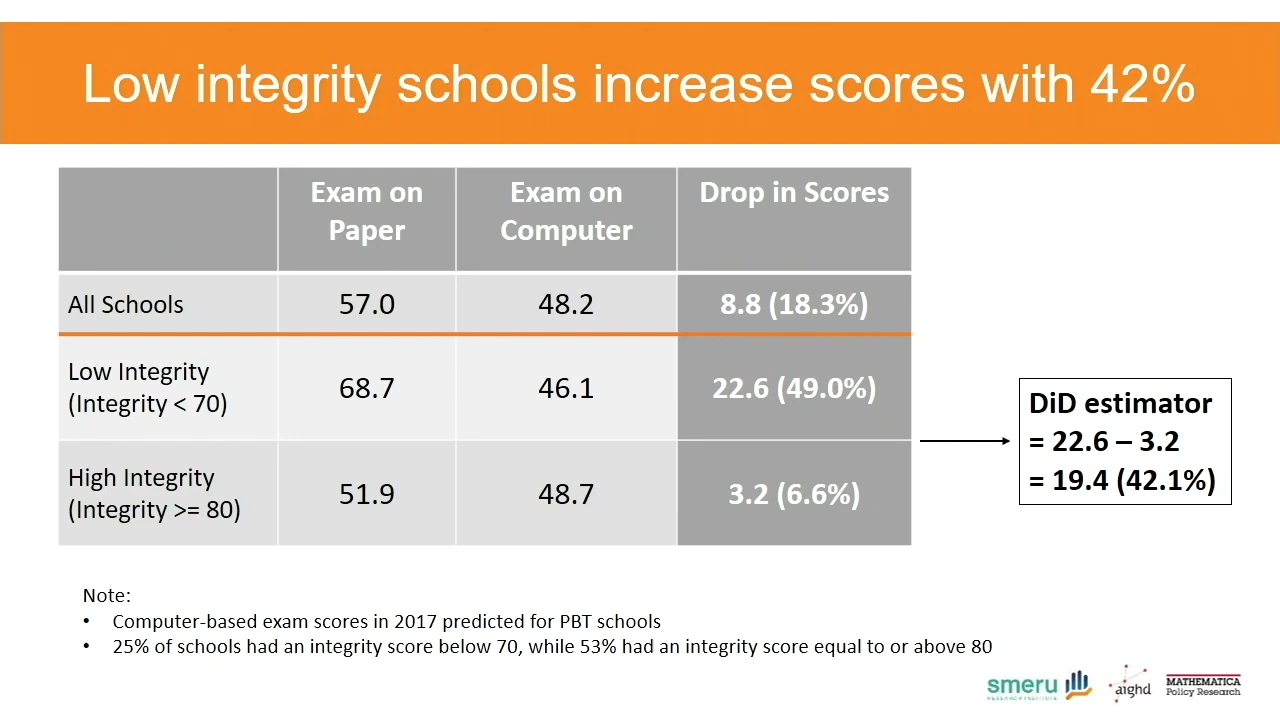 Low integrity schools increase scores with 42%
Exam on
Paper
Exam on
Computer
Drop in Scores
All Schools
57.0
48.2
8.8 (18.3%)
Low Integrity
(Integrity < 70)
68.7
46.1
22.6 (49.0%)
High Integrity
(Integrity >= 80)
51.9
48.7
3.2 (6.6%)
DiD estimator
= 22.6 – 3.2
= 19.4 (42.1%)
Note:
• Computer-based exam scores in 2017 predicted for PBT schools
• 25% of schools had an integrity score below 70, while 53% had an integrity score equal to or above 80
smeru
RESEARCH INSTITUTE
aighd
MATHEMATICA
Policy Research